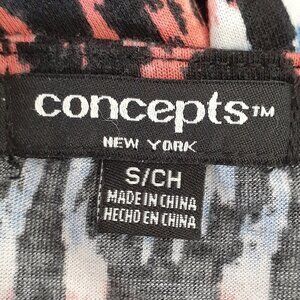 concepts™
NEW YORK
S/CH
MADE IN CHINA
HECHO EN CHINA